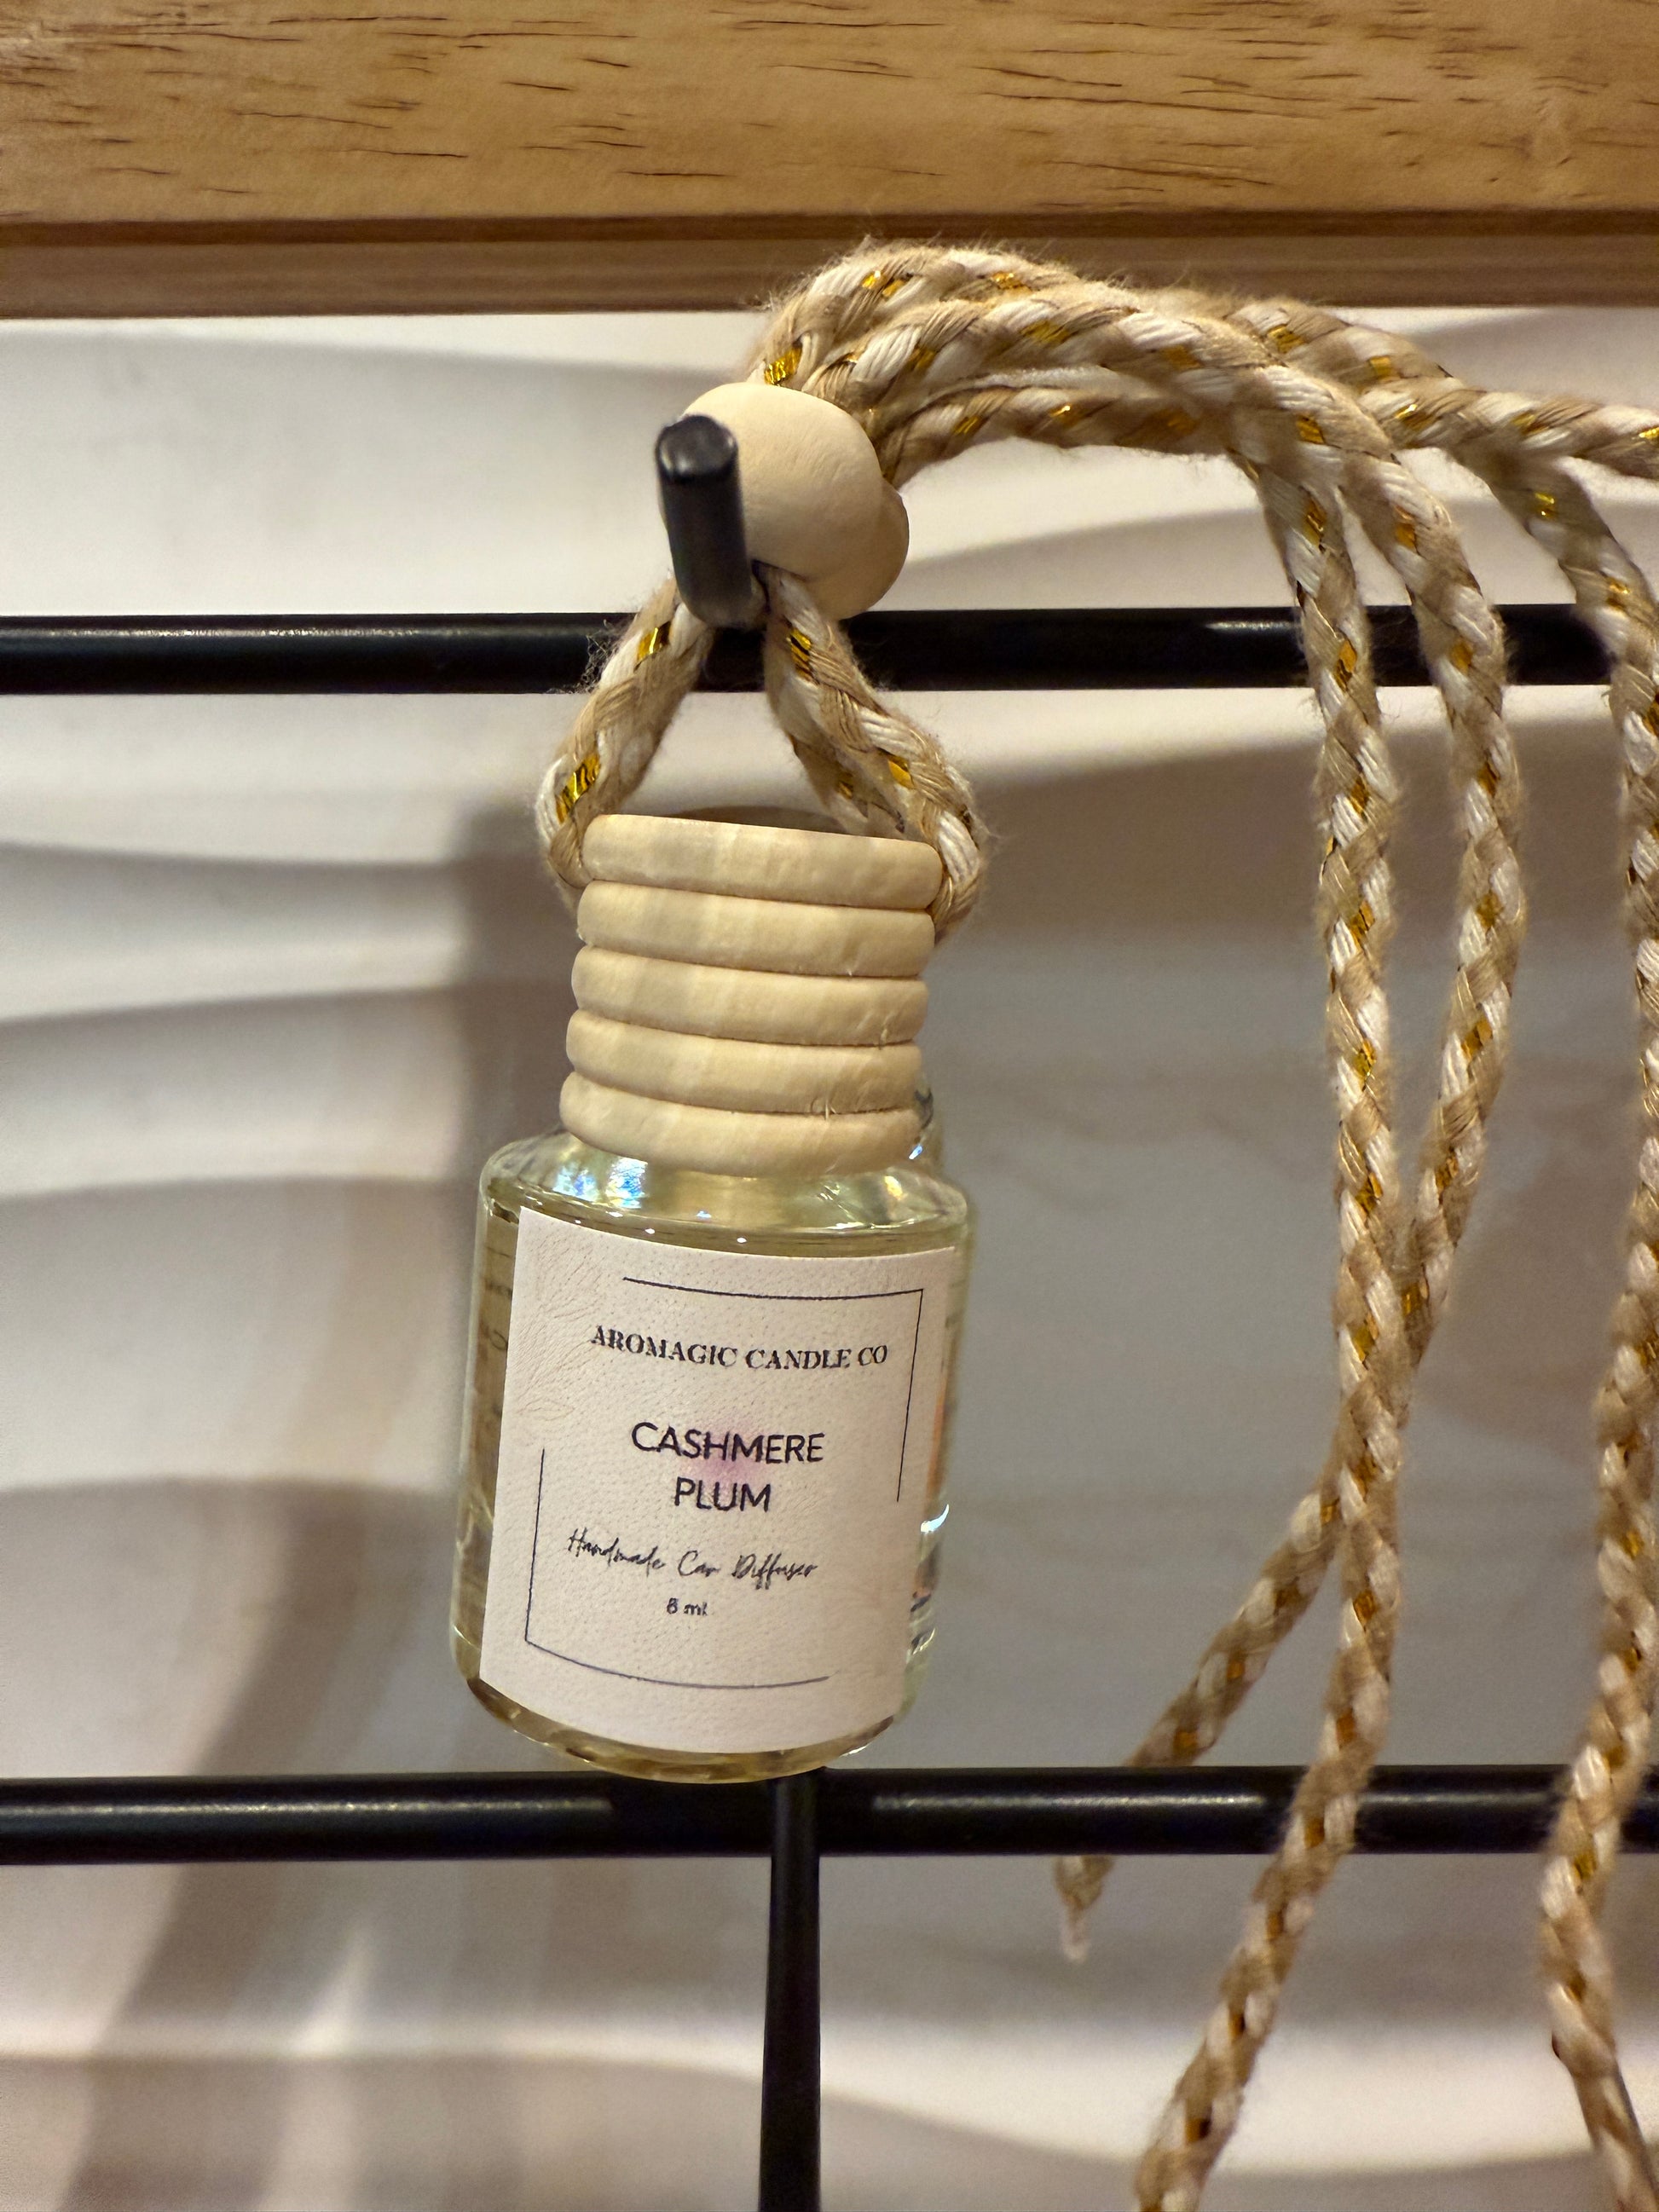 AROMAGIC CANDLE CO
CASHMERE
PLUM
Handmade Car Diffuser
8 ml